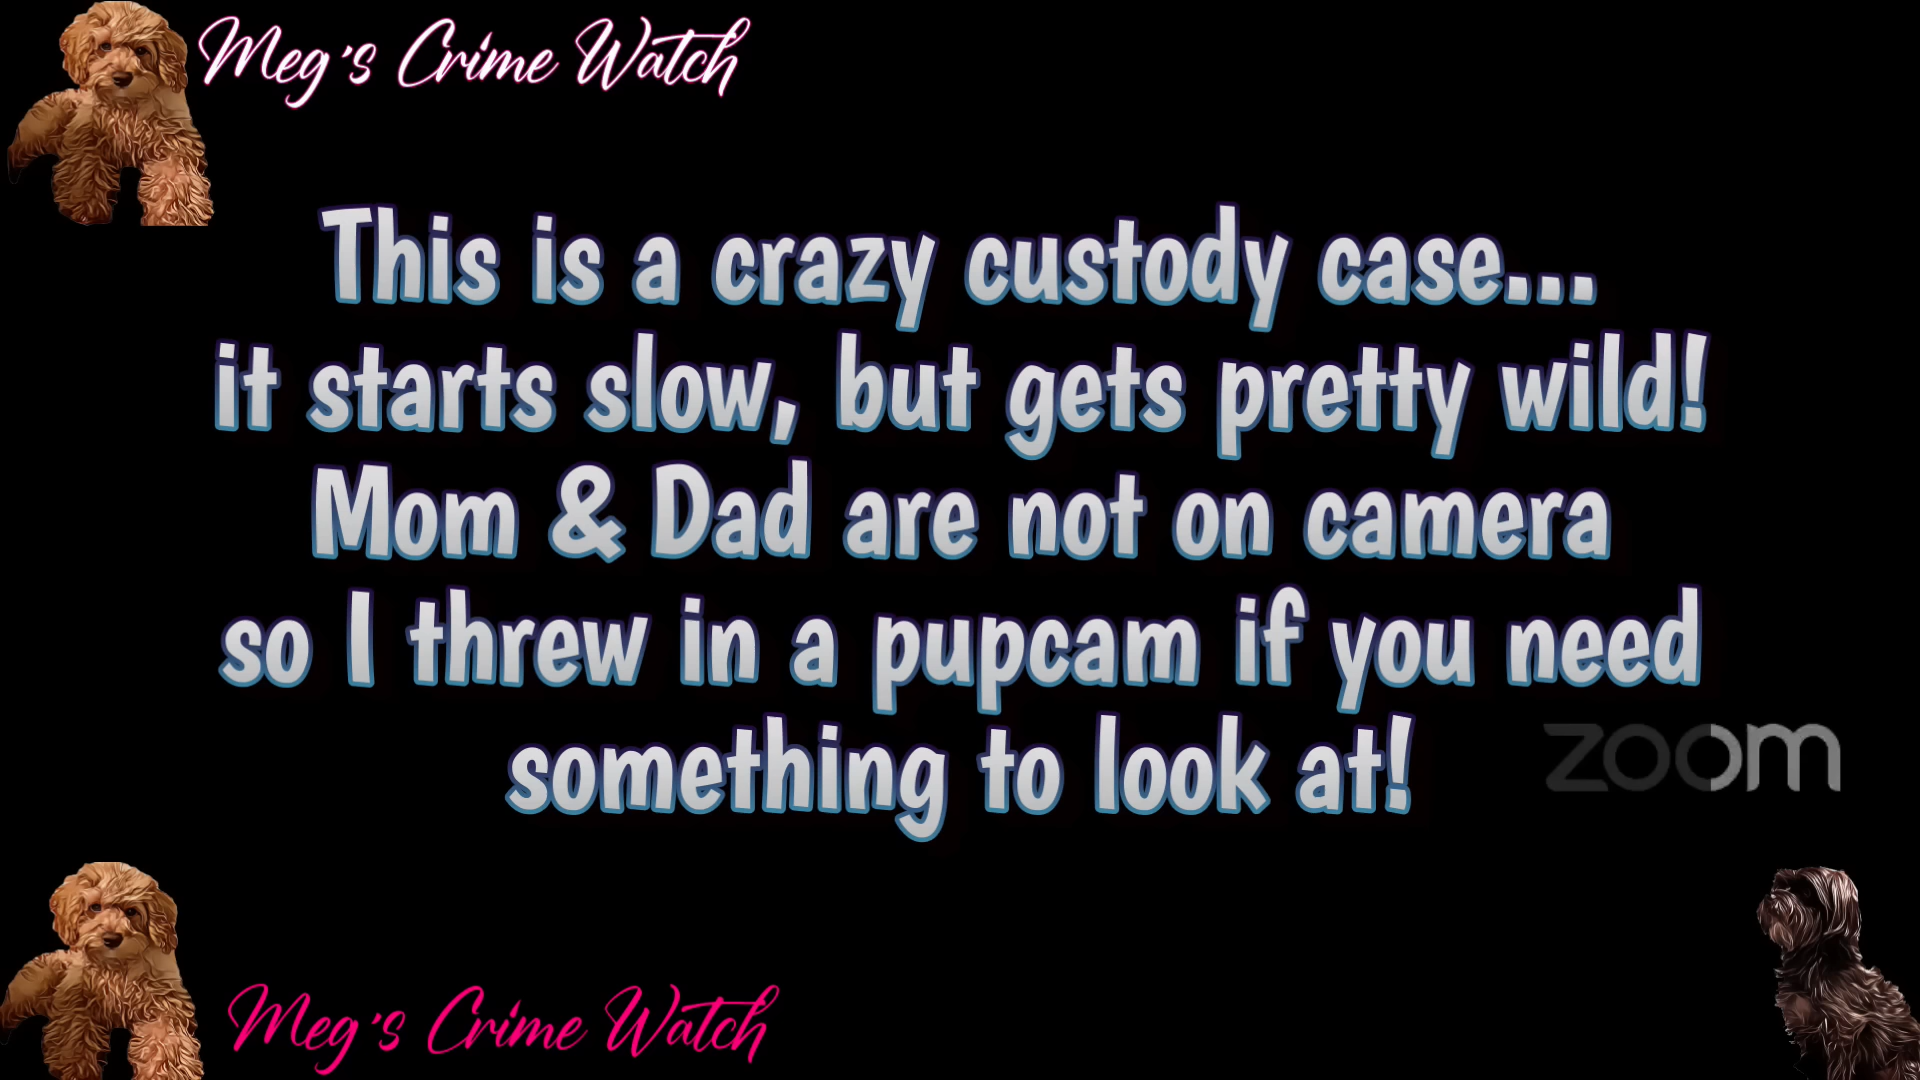 Meg's Crime Watch
This is a crazy custody case...
it starts slow, but gets pretty wild!
Mom & Dad are not on camera
so I threw in a pupcam if you need
something to look at!
zoom
Meg's Crime Watch